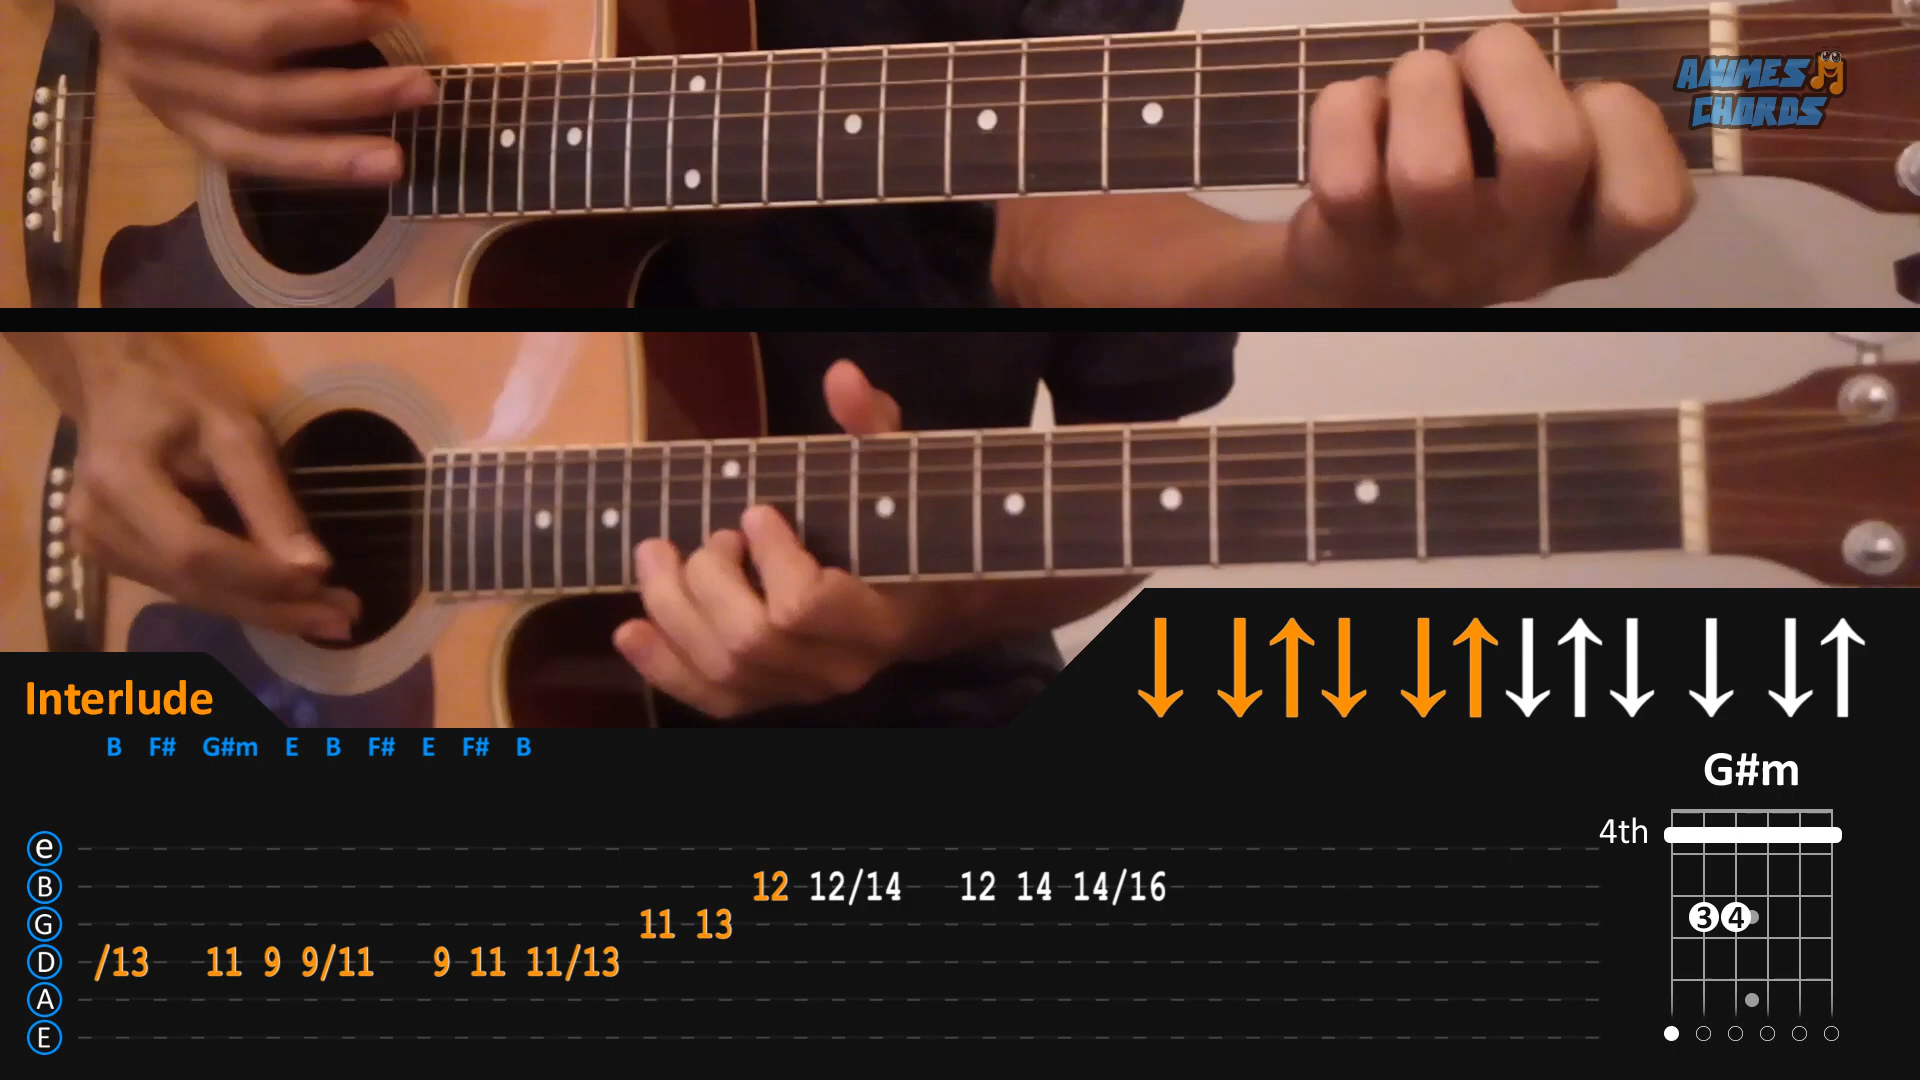 ANIMES
CHORDS
Interlude
B F# G#m E B F# E F# B
G#m
4th
e
B 12 12/14 12 14 14/16
G 11 13
D /13 11 9 9/11 9 11 11/13
A
E
3 4